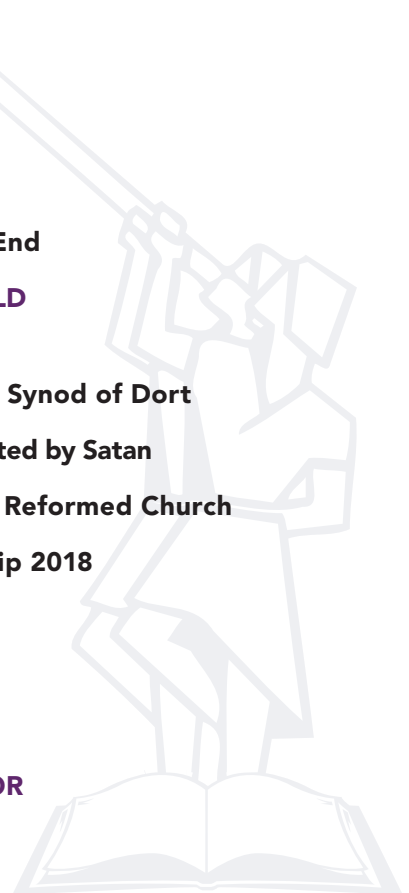 End
LD
Synod of Dort
ted by Satan
Reformed Church
ip 2018
OR